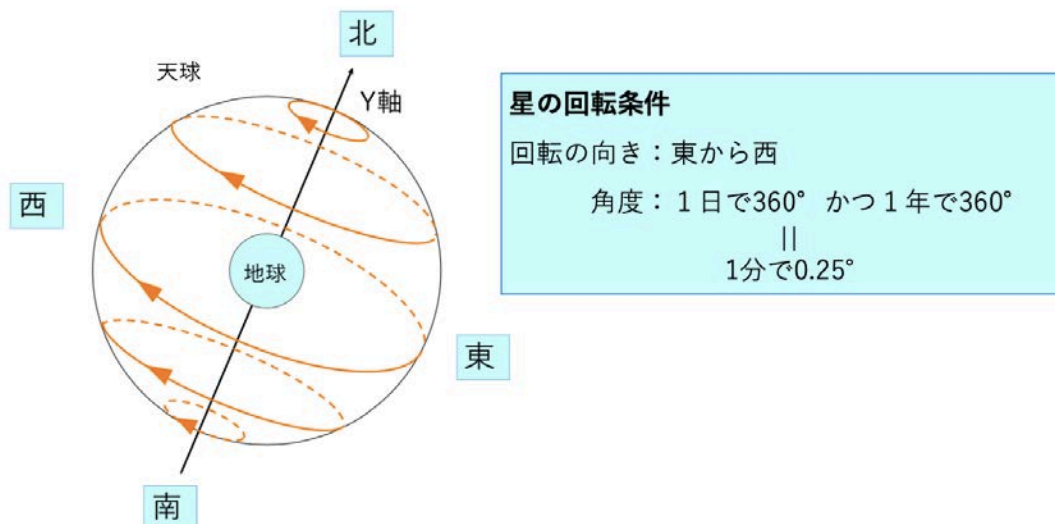 北
天球
Y軸
西
地球
東
南
星の回転条件
回転の向き：東から西
角度：１日で360° かつ１年で360°
||
1分で0.25°